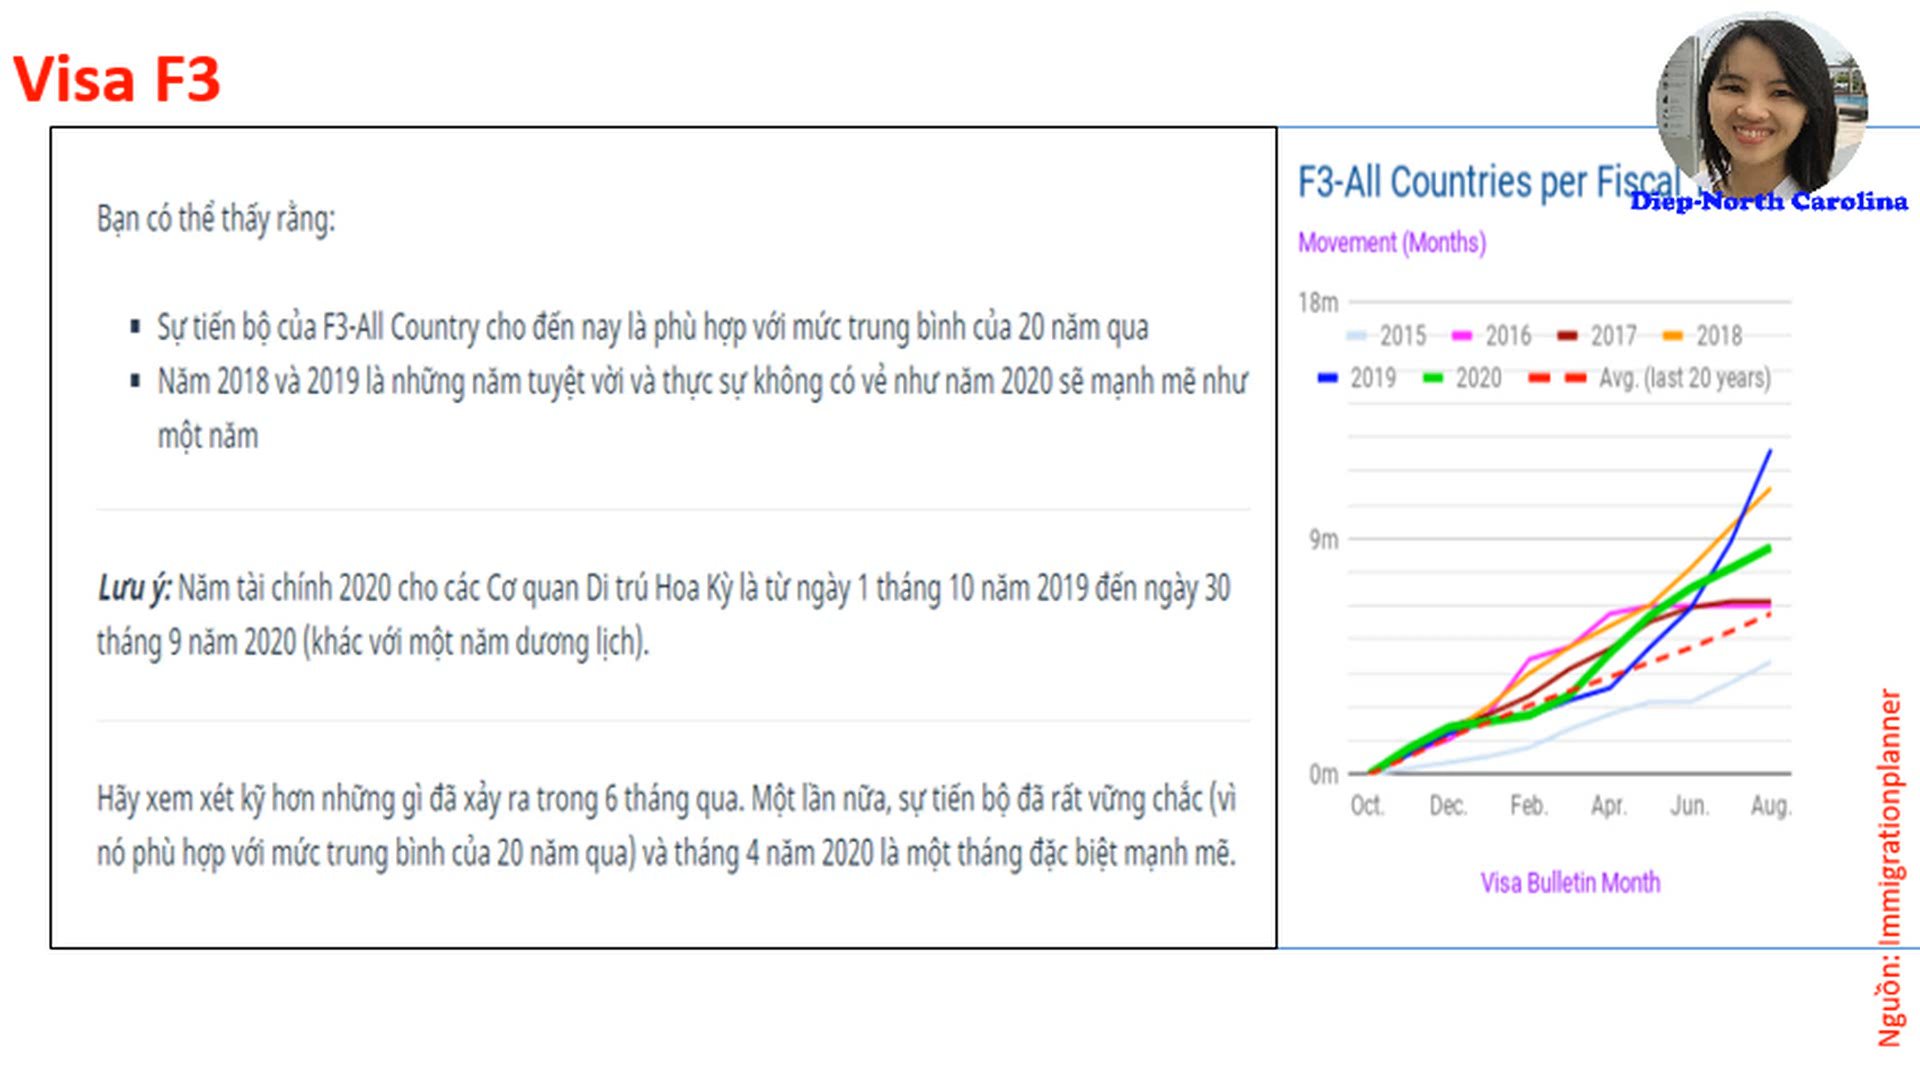 Visa F3
Diep-North Carolina
Bạn có thể thấy rằng:
▪ Sự tiến bộ của F3-All Country cho đến nay là phù hợp với mức trung bình của 20 năm qua
▪ Năm 2018 và 2019 là những năm tuyệt vời và thực sự không có vẻ như năm 2020 sẽ mạnh mẽ như
một năm
Lưu ý: Năm tài chính 2020 cho các Cơ quan Di trú Hoa Kỳ là từ ngày 1 tháng 10 năm 2019 đến ngày 30
tháng 9 năm 2020 (khác với một năm dương lịch).
Hãy xem xét kỹ hơn những gì đã xảy ra trong 6 tháng qua. Một lần nữa, sự tiến bộ đã rất vững chắc (vì
nó phù hợp với mức trung bình của 20 năm qua) và tháng 4 năm 2020 là một tháng đặc biệt mạnh mẽ.
F3-All Countries per Fiscal
Movement (Months)
18m
2015 2016 2017 2018
2019 2020 Avg. (last 20 years)
9m
0m
Oct. Dec. Feb. Apr. Jun. Aug.
Visa Bulletin Month
Nguồn: Immigrationplanner